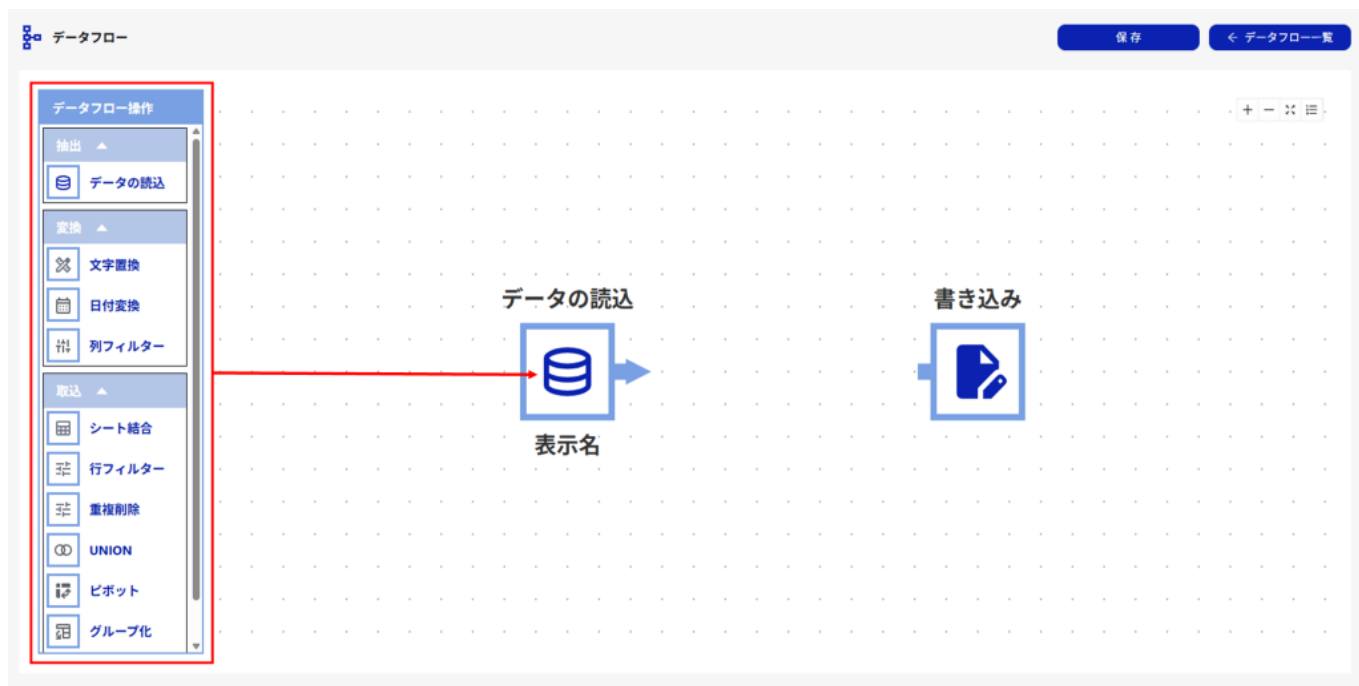 データフロー
保存
← データフロー一覧
データフロー操作
抽出
データの読込
変換
文字置換
日付変換
列フィルター
取込
シート結合
行フィルター
重複削除
UNION
ピボット
グループ化
データの読込
表示名
書き込み